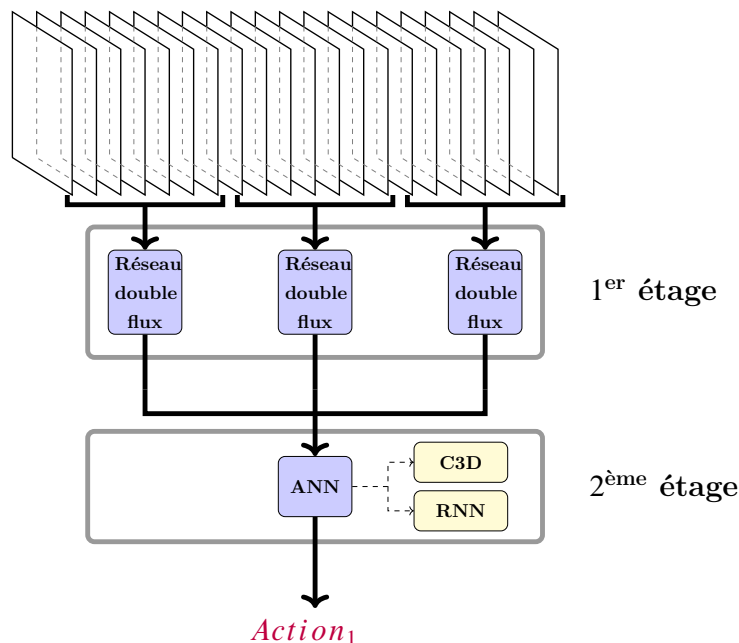 Réseau
double
flux
Réseau
double
flux
Réseau
double
flux
1er étage
ANN
C3D
RNN
2ème étage
Action1